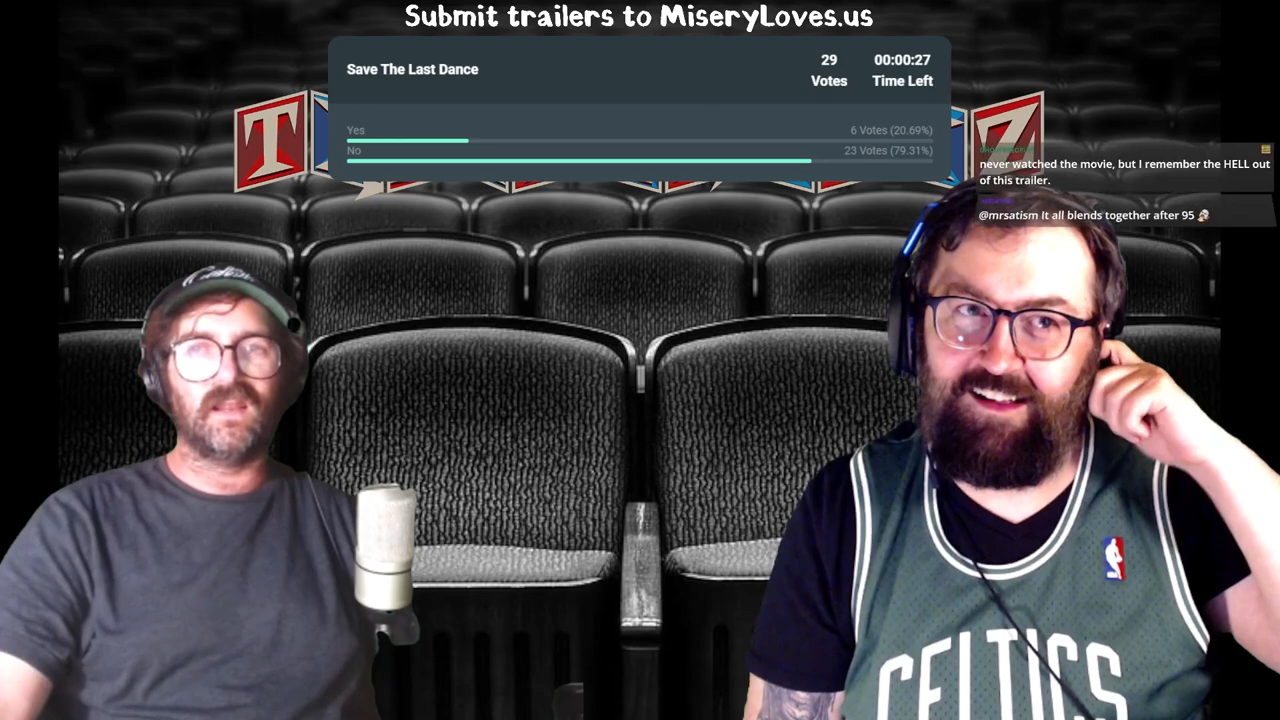 Submit trailers to MiseryLoves.us
Save The Last Dance
29
Votes
00:00:27
Time Left
Yes
6 Votes (20.69%)
No
23 Votes (79.31%)
T
Z
never watched the movie, but I remember the HELL out
of this trailer.
@mrsatism It all blends together after 95
CELTICS